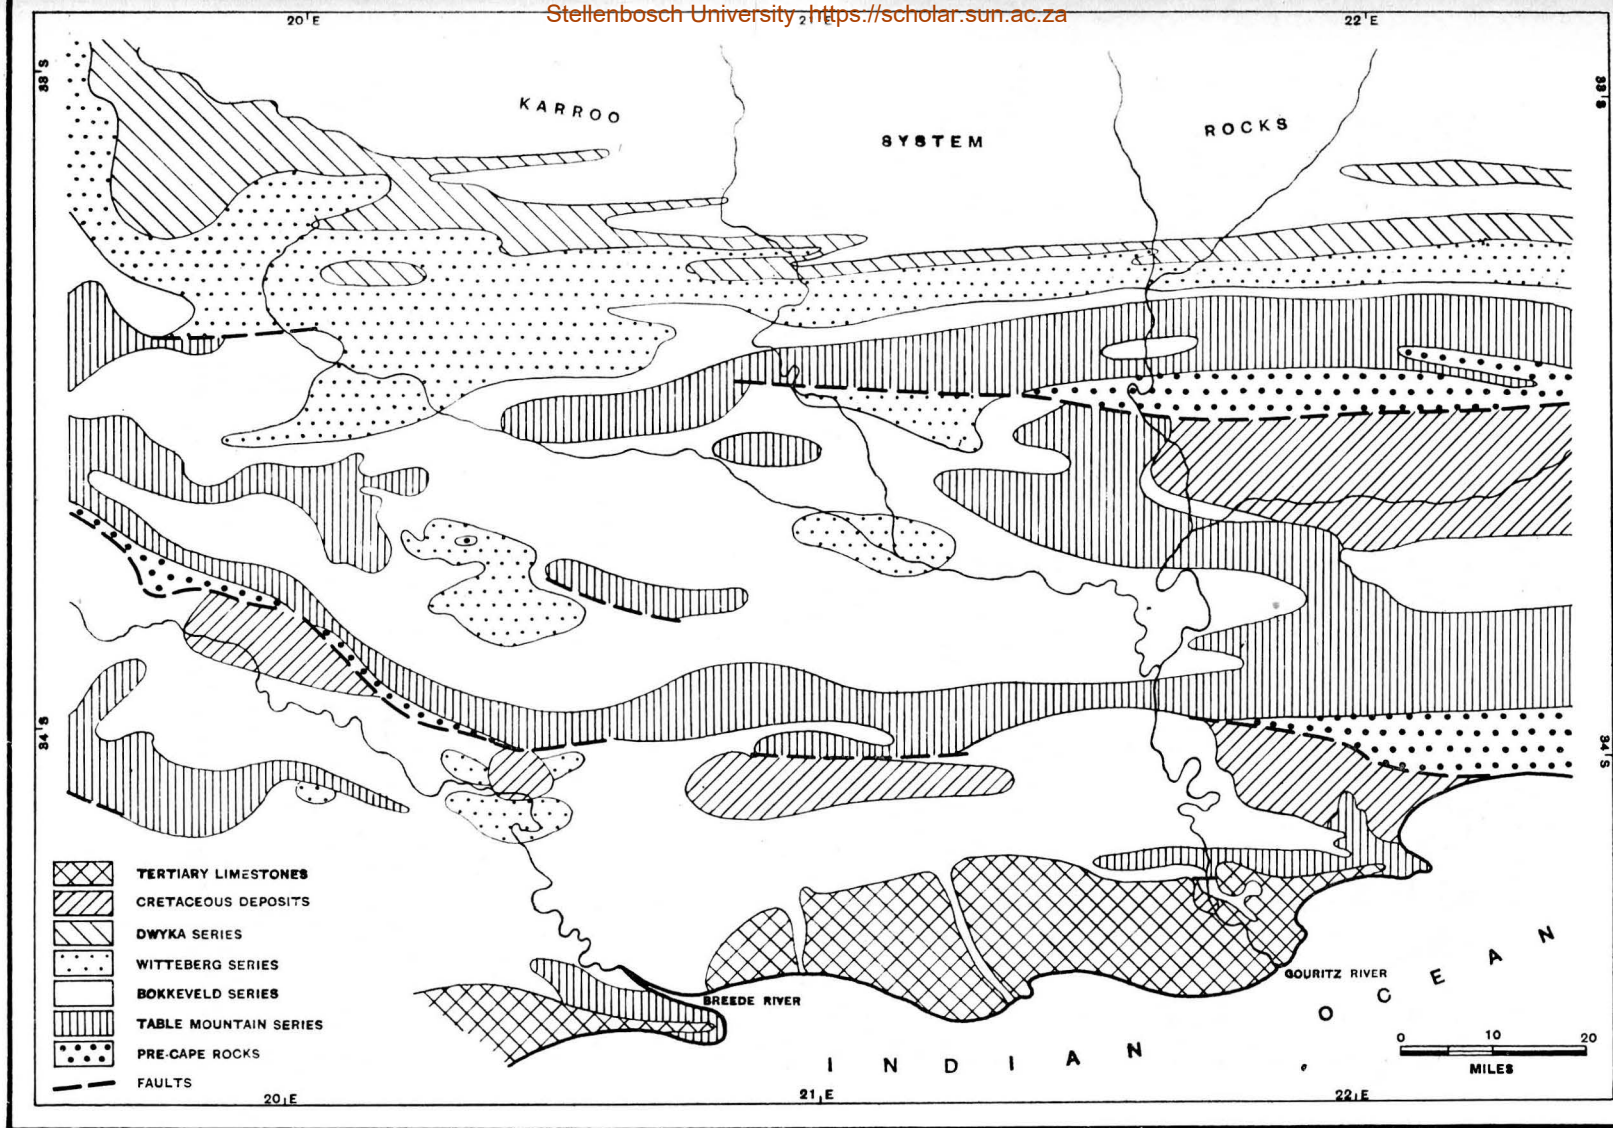 Stellenbosch University https://scholar.sun.ac.za
20°E 21°E 22°E
33°S 33°S
KARROO SYSTEM ROCKS
34°S 34°S
TERTIARY LIMESTONES
CRETACEOUS DEPOSITS
DWYKA SERIES
WITTEBERG SERIES
BOKKEVELD SERIES
TABLE MOUNTAIN SERIES
PRE-CAPE ROCKS
FAULTS
BREEDE RIVER
GOURITZ RIVER
INDIAN OCEAN
0 10 20
MILES
20°E 21°E 22°E